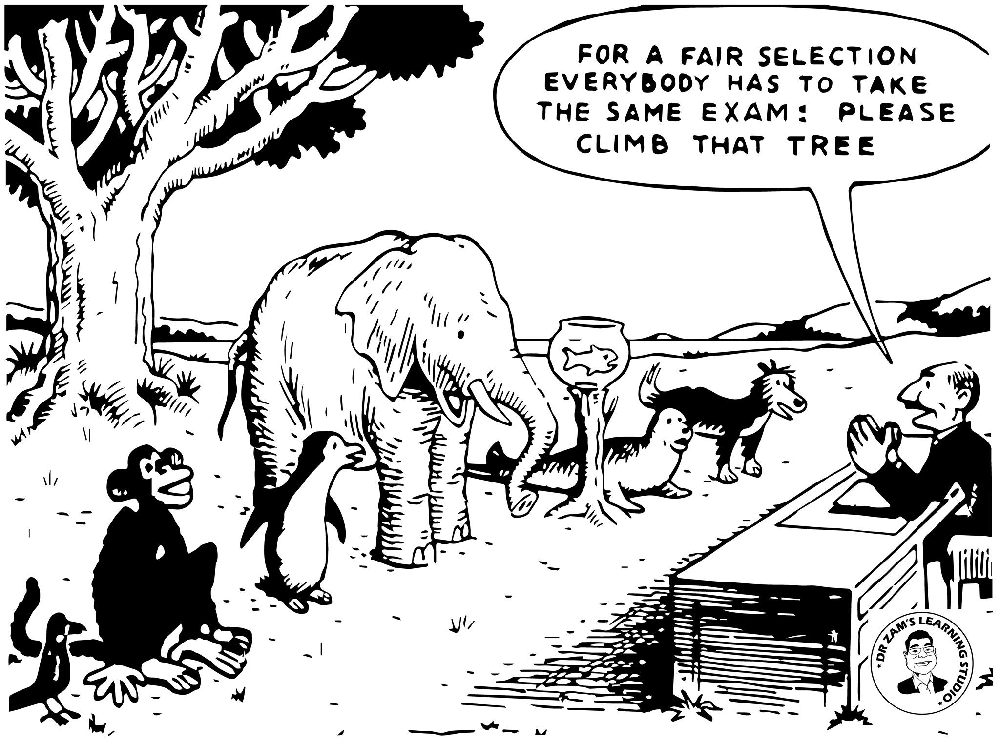 FOR A FAIR SELECTION
EVERYBODY HAS TO TAKE
THE SAME EXAM: PLEASE
CLIMB THAT TREE
DR ZAM'S LEARNING STUDIO